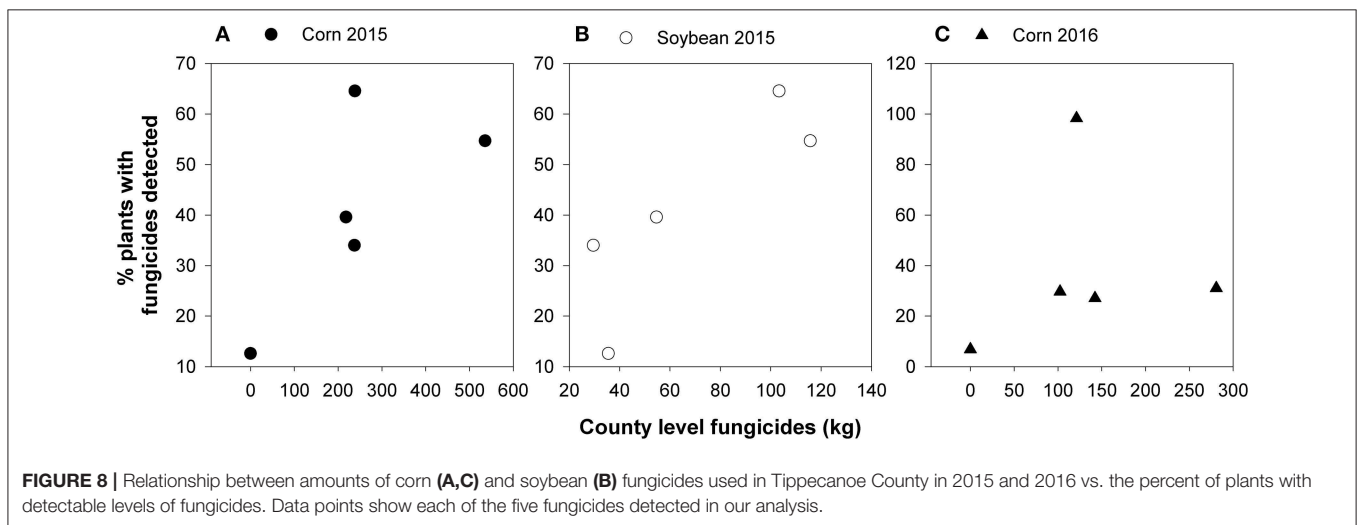 A ● Corn 2015
B ○ Soybean 2015
C ▲ Corn 2016
% plants with
fungicides detected
70
60
50
40
30
20
10
0 100 200 300 400 500 600
70
60
50
40
30
20
10
20 40 60 80 100 120 140
120
100
80
60
40
20
0
0 50 100 150 200 250 300
County level fungicides (kg)
FIGURE 8 | Relationship between amounts of corn (A,C) and soybean (B) fungicides used in Tippecanoe County in 2015 and 2016 vs. the percent of plants with
detectable levels of fungicides. Data points show each of the five fungicides detected in our analysis.